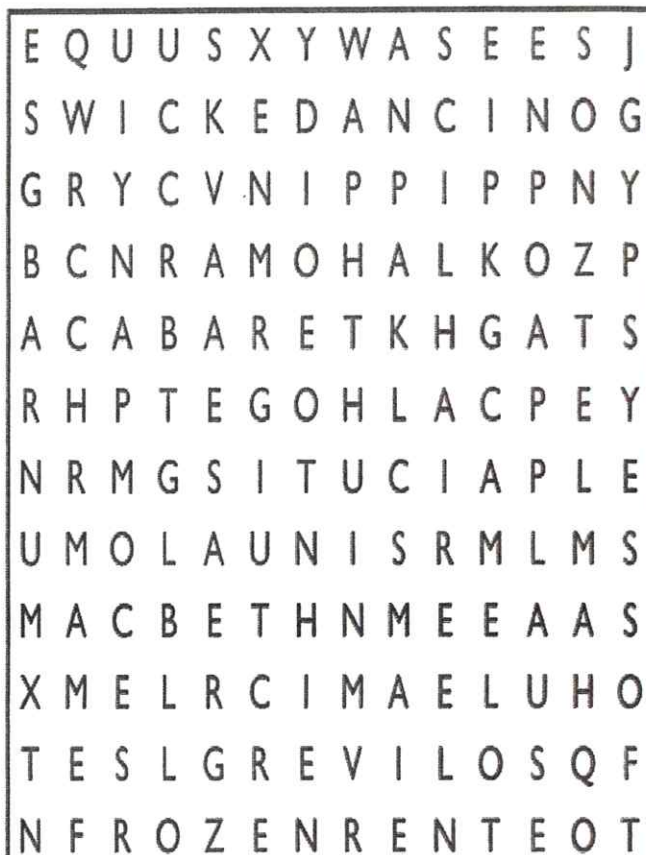 E Q U U S X Y W A S E E S J
S W I C K E D A N C I N O G
G R Y C V N I P P I P P N Y
B C N R A M O H A L K O Z P
A C A B A R E T K H G A T S
R H P T E G O H L A C P E Y
N R M G S I T U C I A P L E
U M O L A U N I S R M L M S
M A C B E T H N M E E A A S
X M E L R C I M A E L U H O
T E S L G R E V I L O S Q F
N F R O Z E N R E N T E O T